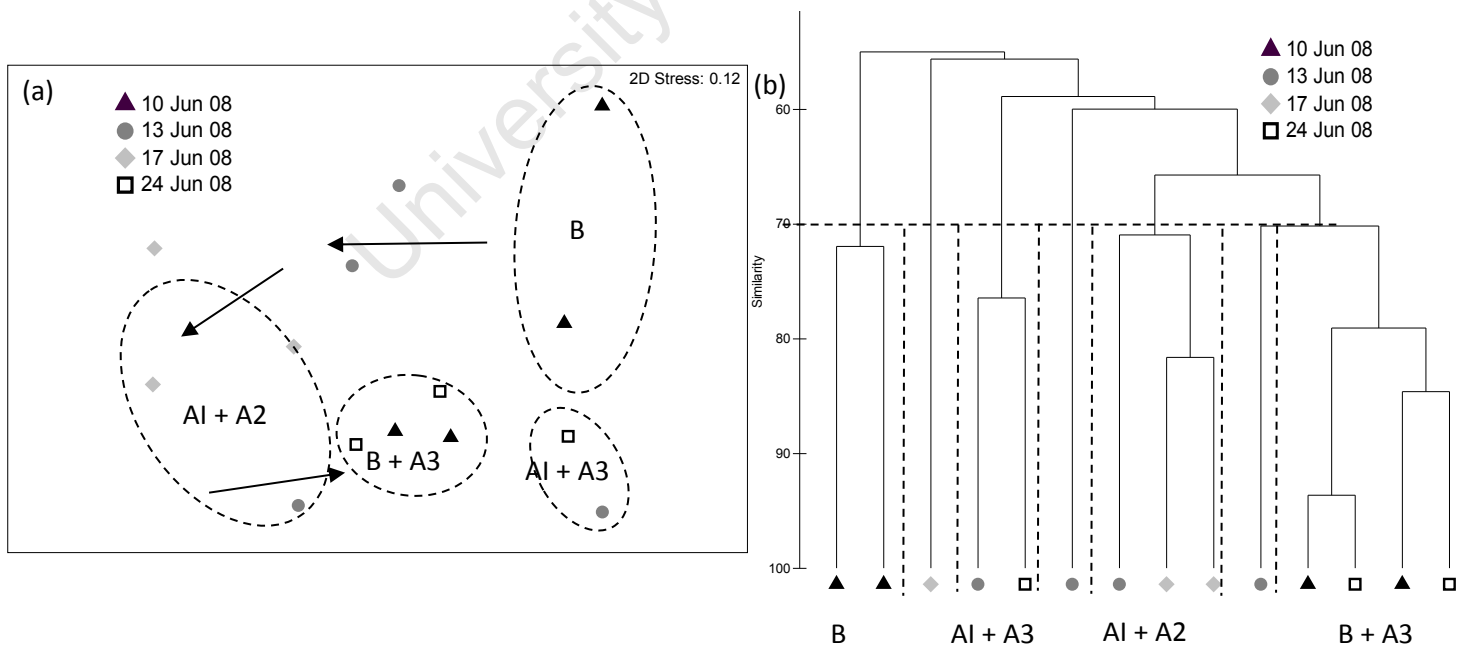 University
(a)
2D Stress: 0.12
10 Jun 08
13 Jun 08
17 Jun 08
24 Jun 08
B
AI + A2
B + A3
AI + A3
(b)
10 Jun 08
13 Jun 08
17 Jun 08
24 Jun 08
60
70
80
90
100
Similarity
B
AI + A3
AI + A2
B + A3